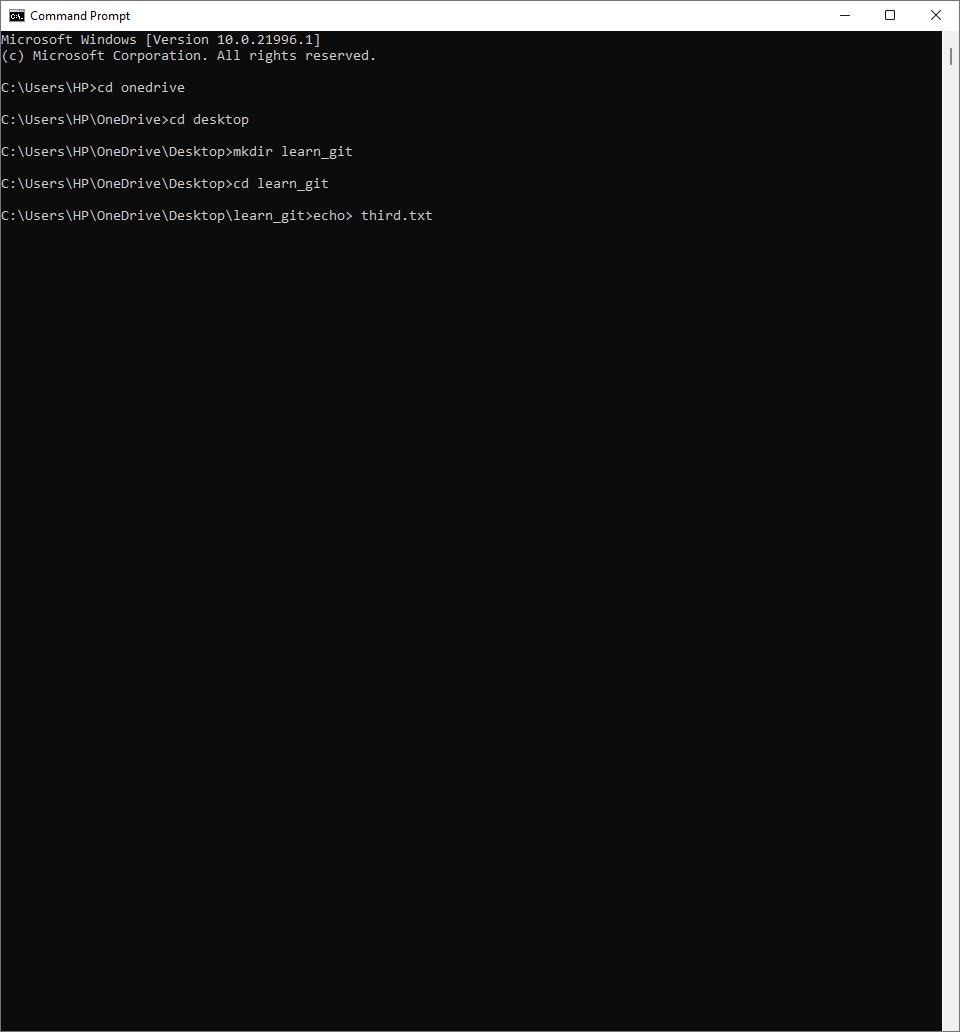 Command Prompt
Microsoft Windows [Version 10.0.21996.1]
(c) Microsoft Corporation. All rights reserved.
C:\Users\HP>cd onedrive
C:\Users\HP\OneDrive>cd desktop
C:\Users\HP\OneDrive\Desktop>mkdir learn_git
C:\Users\HP\OneDrive\Desktop>cd learn_git
C:\Users\HP\OneDrive\Desktop\learn_git>echo> third.txt